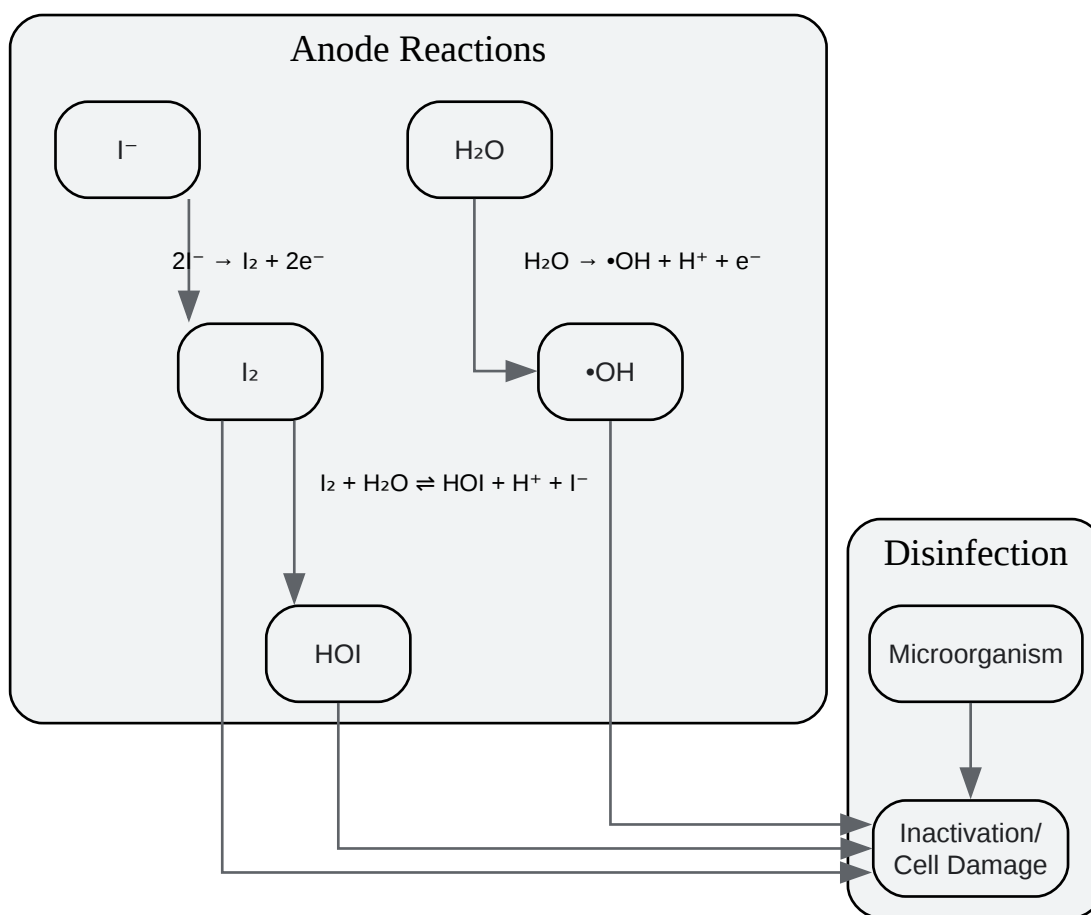 Anode Reactions
I⁻
H₂O
2I⁻ → I₂ + 2e⁻
H₂O → •OH + H⁺ + e⁻
I₂
•OH
I₂ + H₂O ⇌ HOI + H⁺ + I⁻
Disinfection
HOI
Microorganism
Inactivation/
Cell Damage